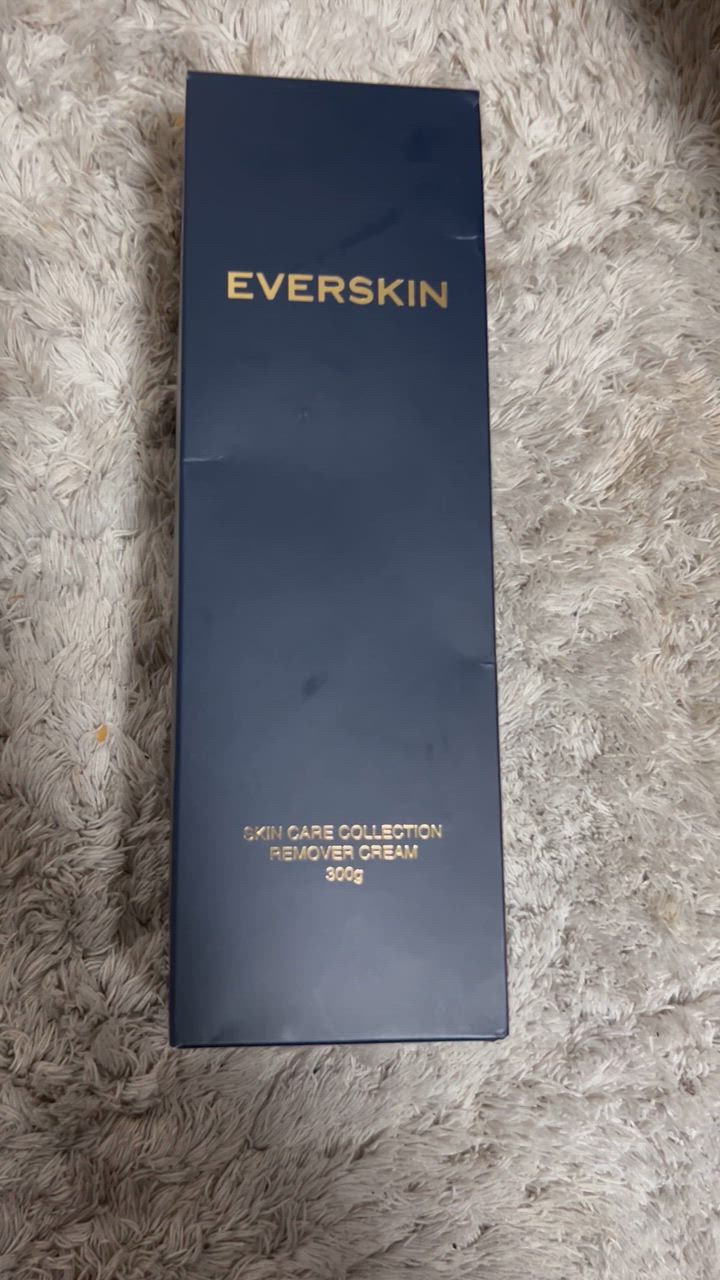 EVERSKIN
SKIN CARE COLLECTION
REMOVER CREAM
300g